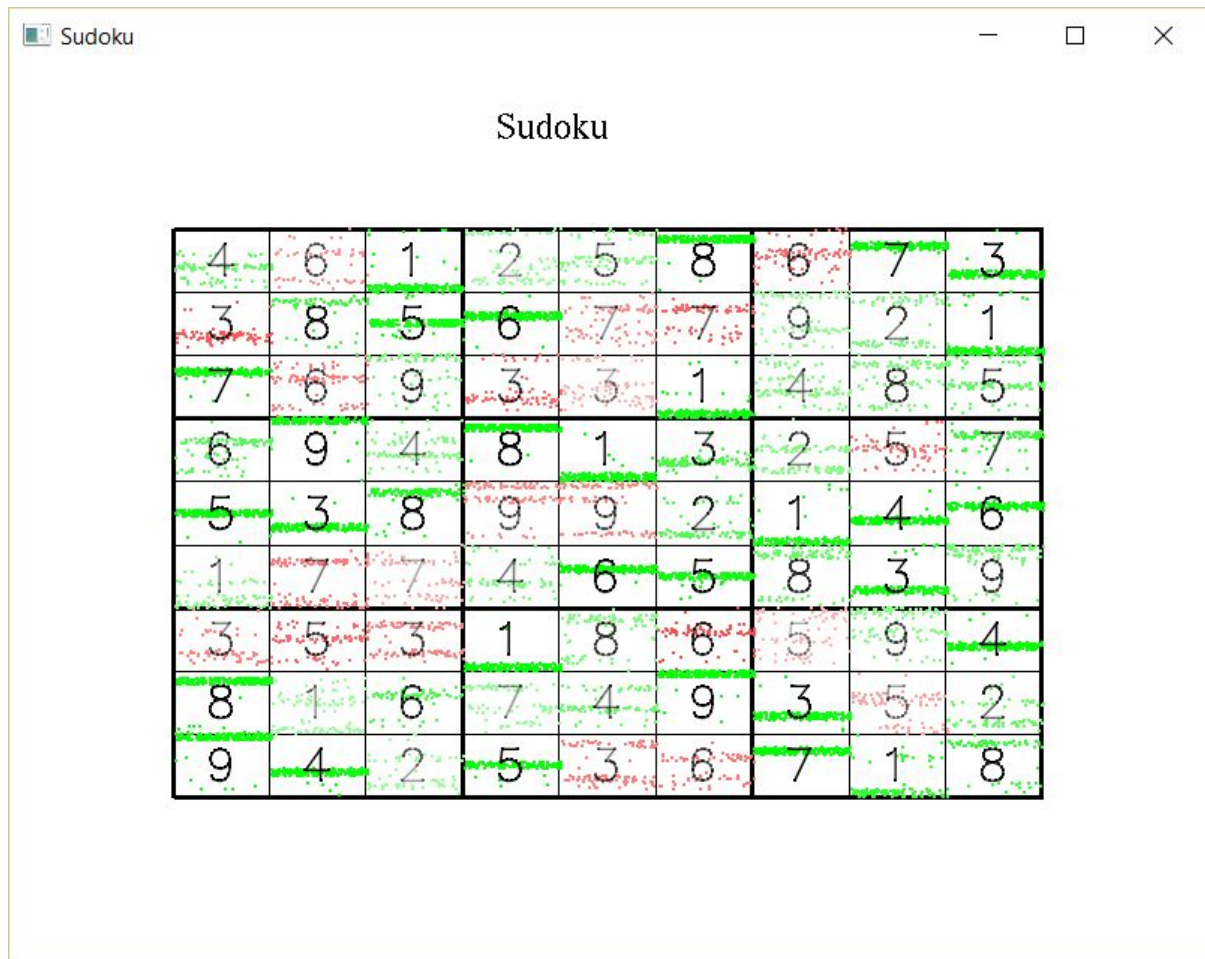 Sudoku
Sudoku
4 6 1 2 5 8 6 7 3
3 8 5 6 7 7 9 2 1
7 6 9 3 3 1 4 8 5
6 9 4 8 1 3 2 5 7
5 3 8 9 9 2 1 4 6
1 7 7 4 6 5 8 3 9
3 5 3 1 8 6 5 9 4
8 1 6 7 4 9 3 5 2
9 4 2 5 3 6 7 1 8